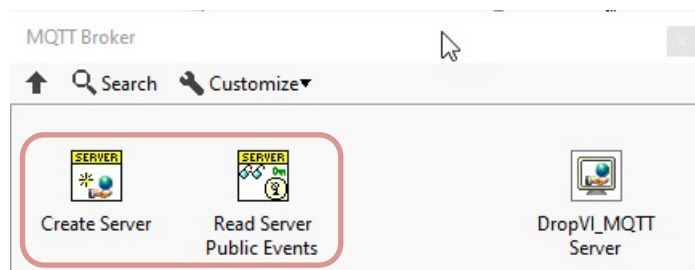 MQTT Broker
Search Customize
SERVER SERVER
Create Server Read Server Public Events DropVI_MQTT Server